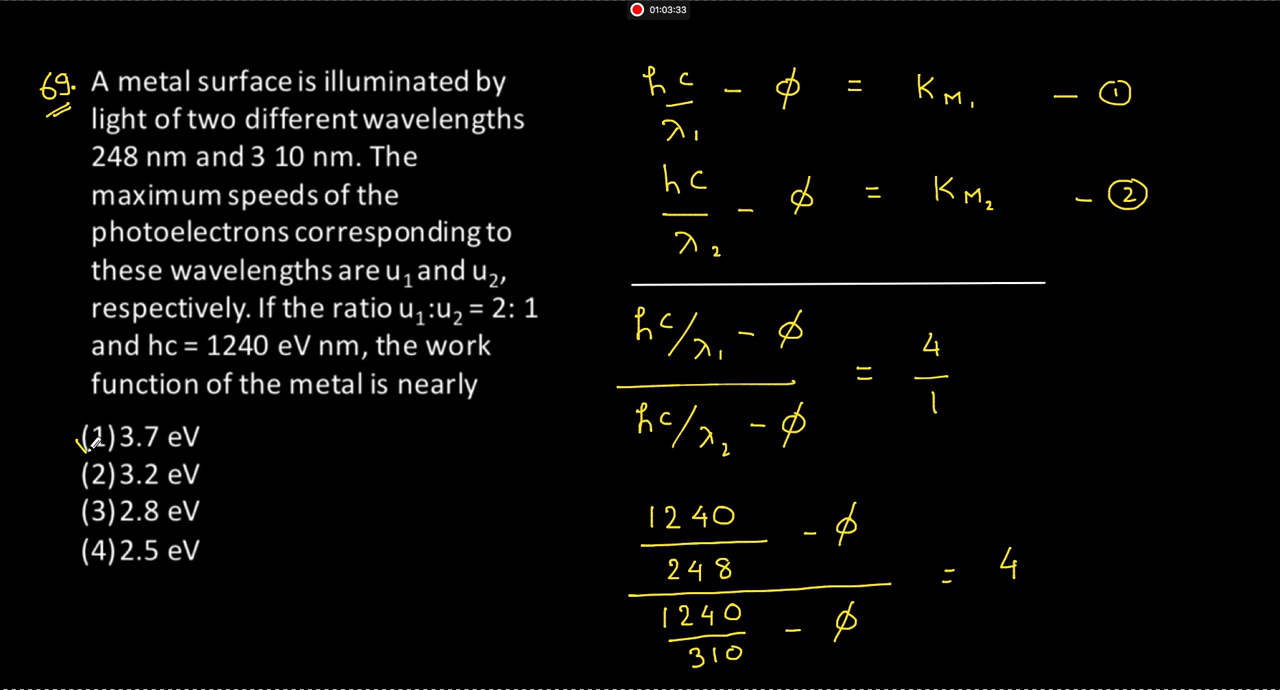 01:03:33
69. A metal surface is illuminated by
light of two different wavelengths
248 nm and 3 10 nm. The
maximum speeds of the
photoelectrons corresponding to
these wavelengths are u₁ and u₂,
respectively. If the ratio u₁:u₂ = 2: 1
and hc = 1240 eV nm, the work
function of the metal is nearly
(1)3.7 eV
(2)3.2 eV
(3)2.8 eV
(4)2.5 eV
hc/λ₁ - ϕ = K_M₁ - ①
hc/λ₂ - ϕ = K_M₂ - ②
hc/λ₁ - ϕ
= 4/1
hc/λ₂ - ϕ
1240/248 - ϕ
= 4
1240/310 - ϕ